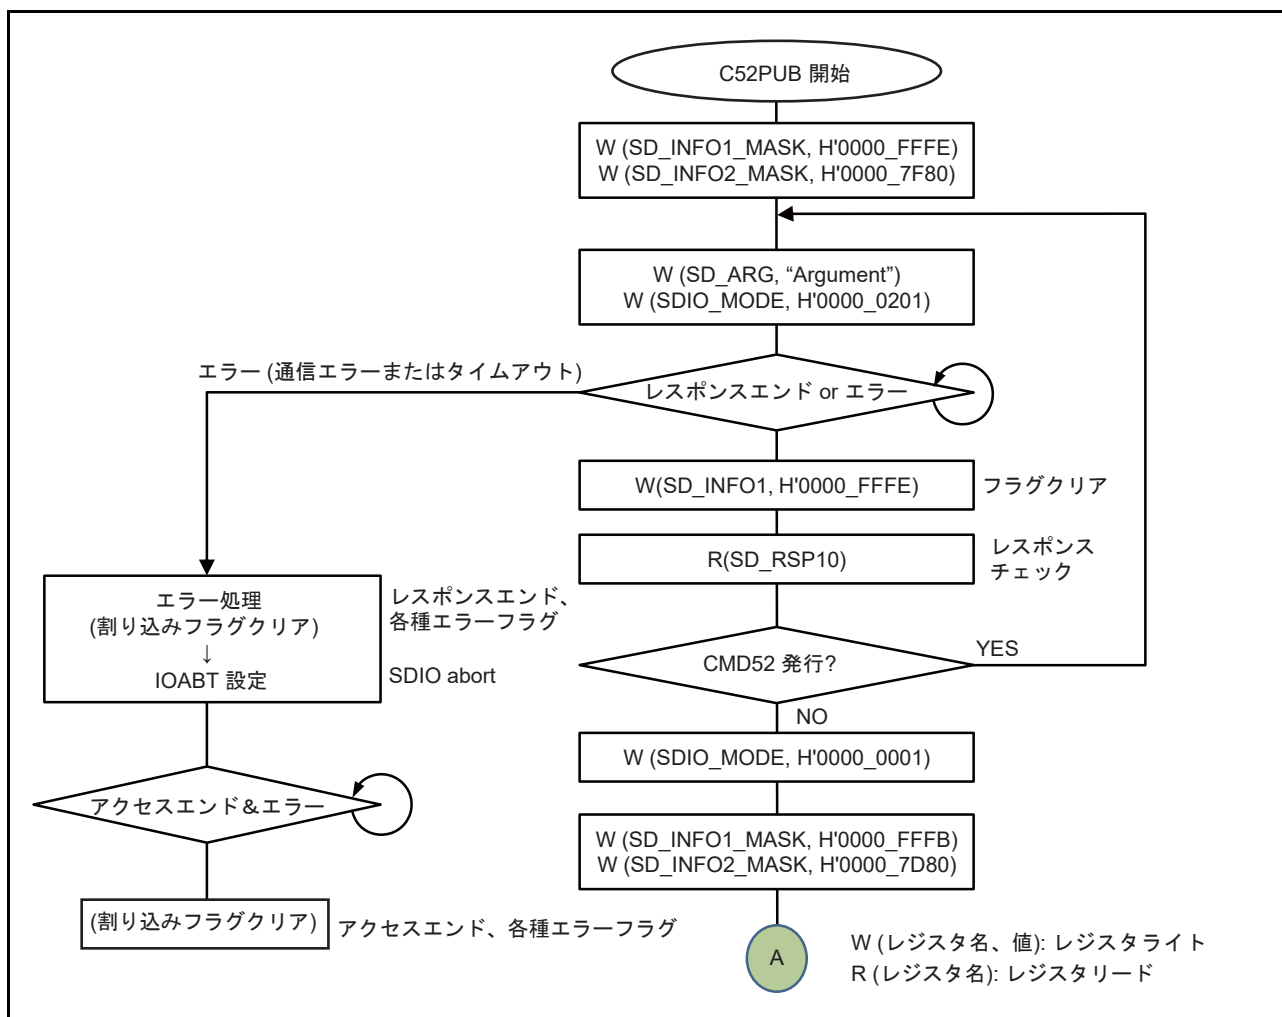 C52PUB 開始
W (SD_INFO1_MASK, H'0000_FFFE)
W (SD_INFO2_MASK, H'0000_7F80)
W (SD_ARG, “Argument”)
W (SDIO_MODE, H'0000_0201)
エラー (通信エラーまたはタイムアウト)
レスポンスエンド or エラー
W(SD_INFO1, H'0000_FFFE)
フラグクリア
R(SD_RSP10)
レスポンス
チェック
エラー処理
(割り込みフラグクリア)
↓
IOABT 設定
レスポンスエンド、
各種エラーフラグ
SDIO abort
CMD52 発行?
YES
NO
W (SDIO_MODE, H'0000_0001)
アクセスエンド＆エラー
W (SD_INFO1_MASK, H'0000_FFFB)
W (SD_INFO2_MASK, H'0000_7D80)
(割り込みフラグクリア)
アクセスエンド、各種エラーフラグ
A
W (レジスタ名、値): レジスタライト
R (レジスタ名): レジスタリード